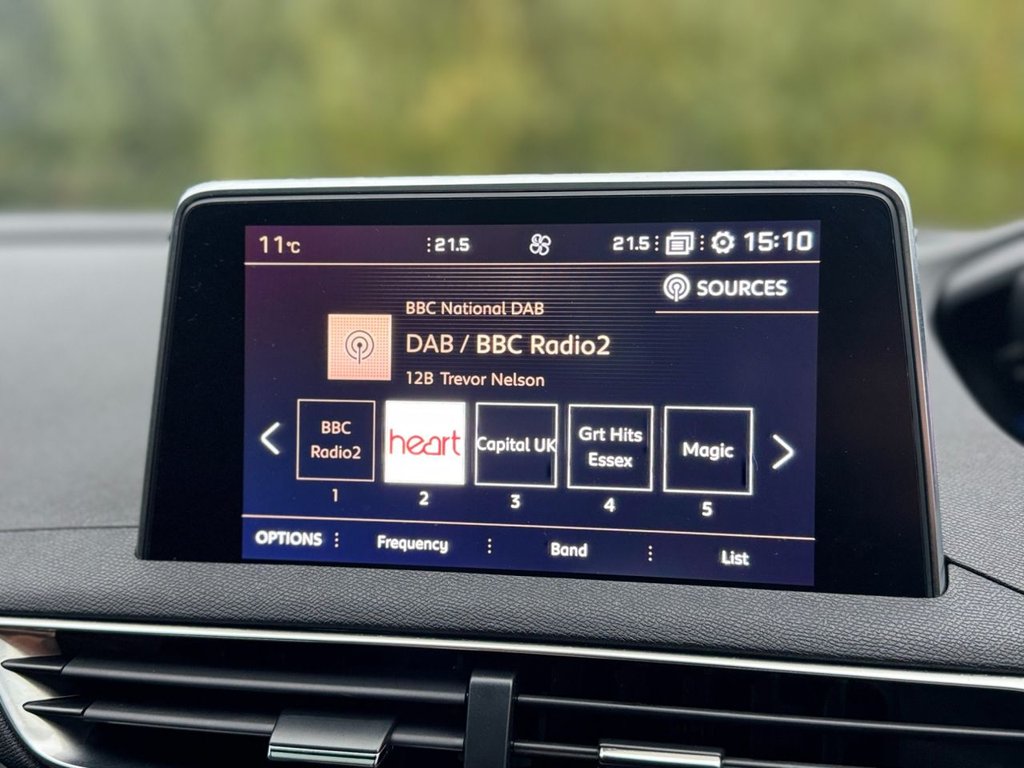 11°C
21.5
21.5
15:10
SOURCES
BBC National DAB
DAB / BBC Radio2
12B Trevor Nelson
BBC
Radio2
heart
Capital UK
Grt Hits
Essex
Magic
1
2
3
4
5
OPTIONS
Frequency
Band
List